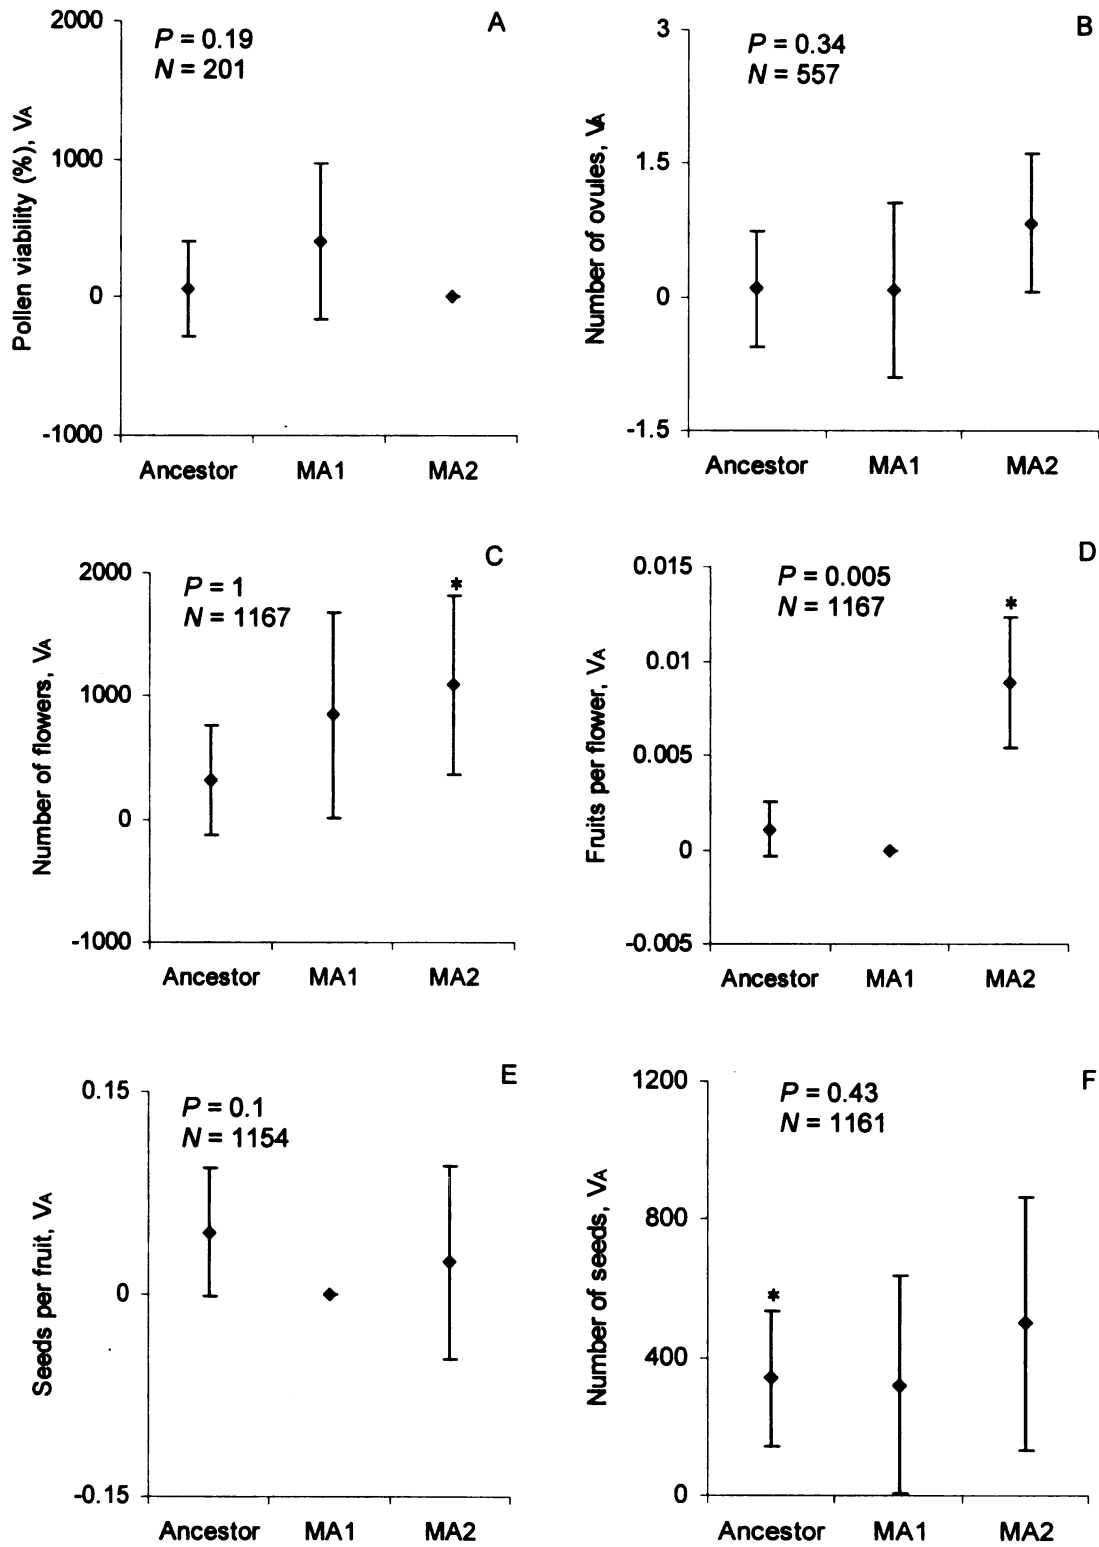 A
P = 0.19
N = 201
Pollen viability (%), VA
2000
1000
0
-1000
Ancestor MA1 MA2
B
P = 0.34
N = 557
Number of ovules, VA
3
1.5
0
-1.5
Ancestor MA1 MA2
C
P = 1
N = 1167
*
Number of flowers, VA
2000
1000
0
-1000
Ancestor MA1 MA2
D
P = 0.005
N = 1167
*
Fruits per flower, VA
0.015
0.01
0.005
0
-0.005
Ancestor MA1 MA2
E
P = 0.1
N = 1154
Seeds per fruit, VA
0.15
0
-0.15
Ancestor MA1 MA2
F
P = 0.43
N = 1161
*
Number of seeds, VA
1200
800
400
0
Ancestor MA1 MA2